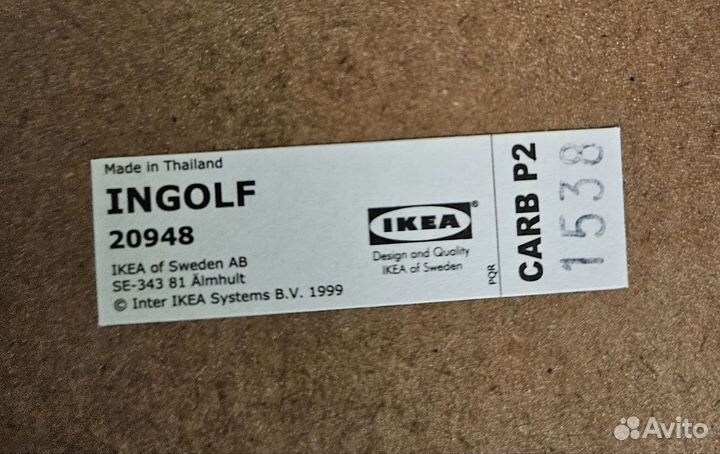 Made in Thailand
INGOLF
20948
IKEA of Sweden AB
SE-343 81 Älmhult
© Inter IKEA Systems B.V. 1999
IKEA®
Design and Quality
IKEA of Sweden
PQR
CARB P2
1538
Avito